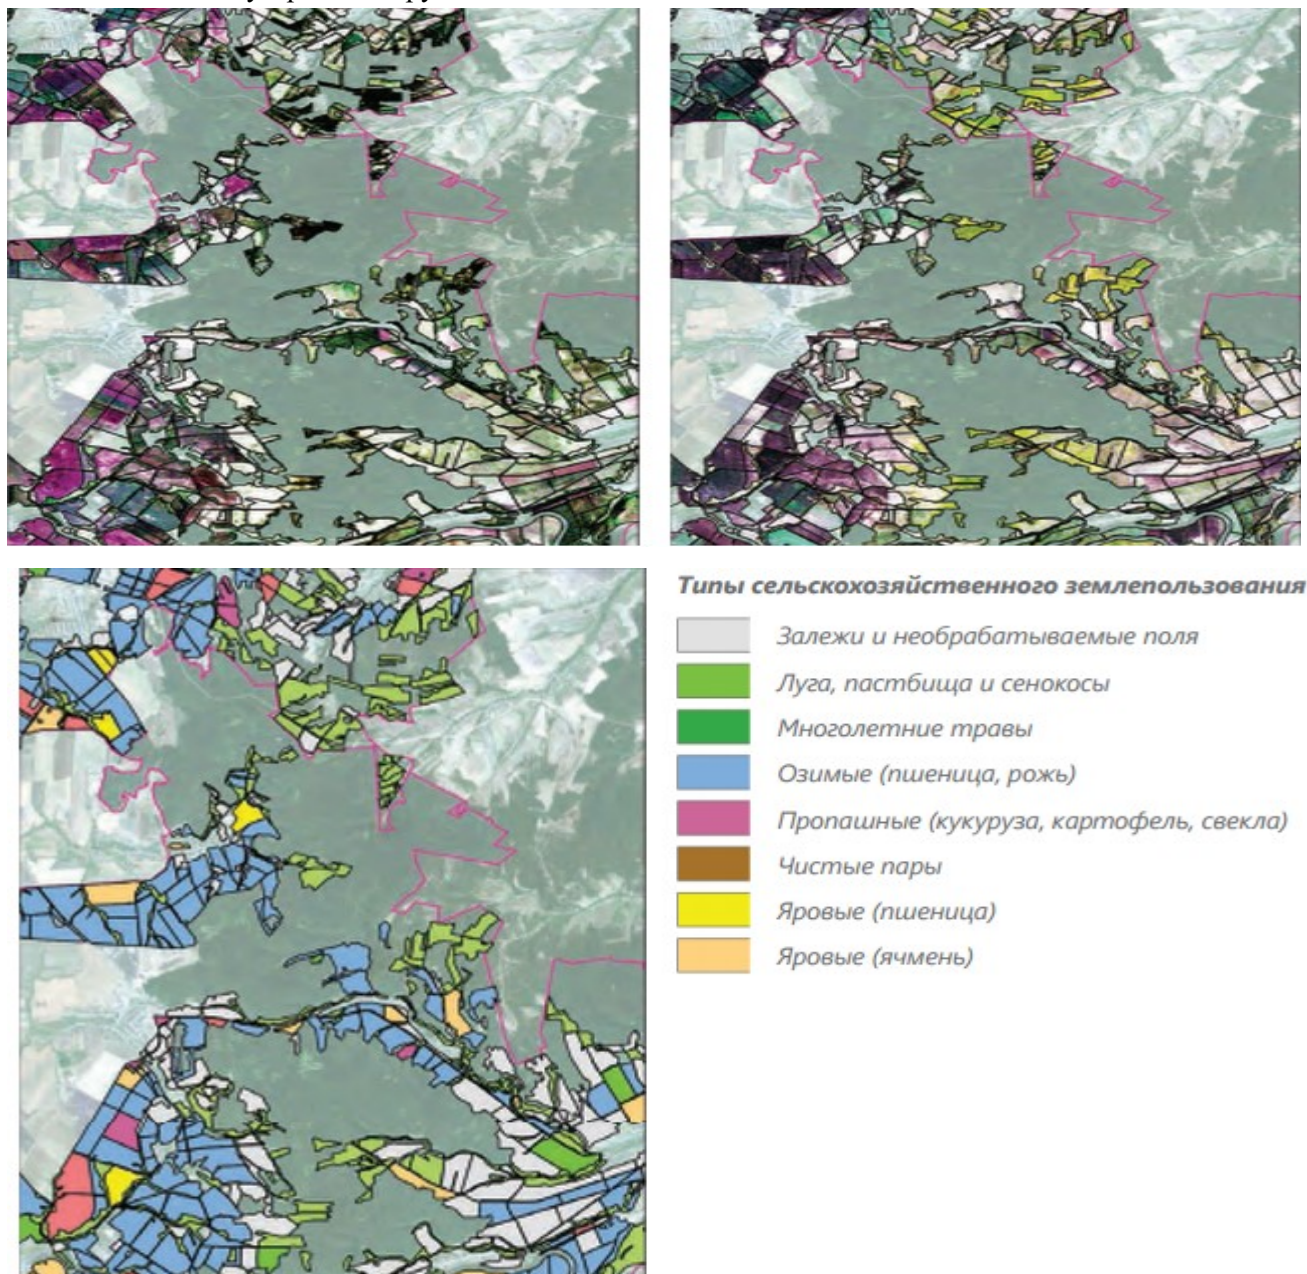 Типы сельскохозяйственного землепользования
Залежи и необрабатываемые поля
Луга, пастбища и сенокосы
Многолетние травы
Озимые (пшеница, рожь)
Пропашные (кукуруза, картофель, свекла)
Чистые пары
Яровые (пшеница)
Яровые (ячмень)